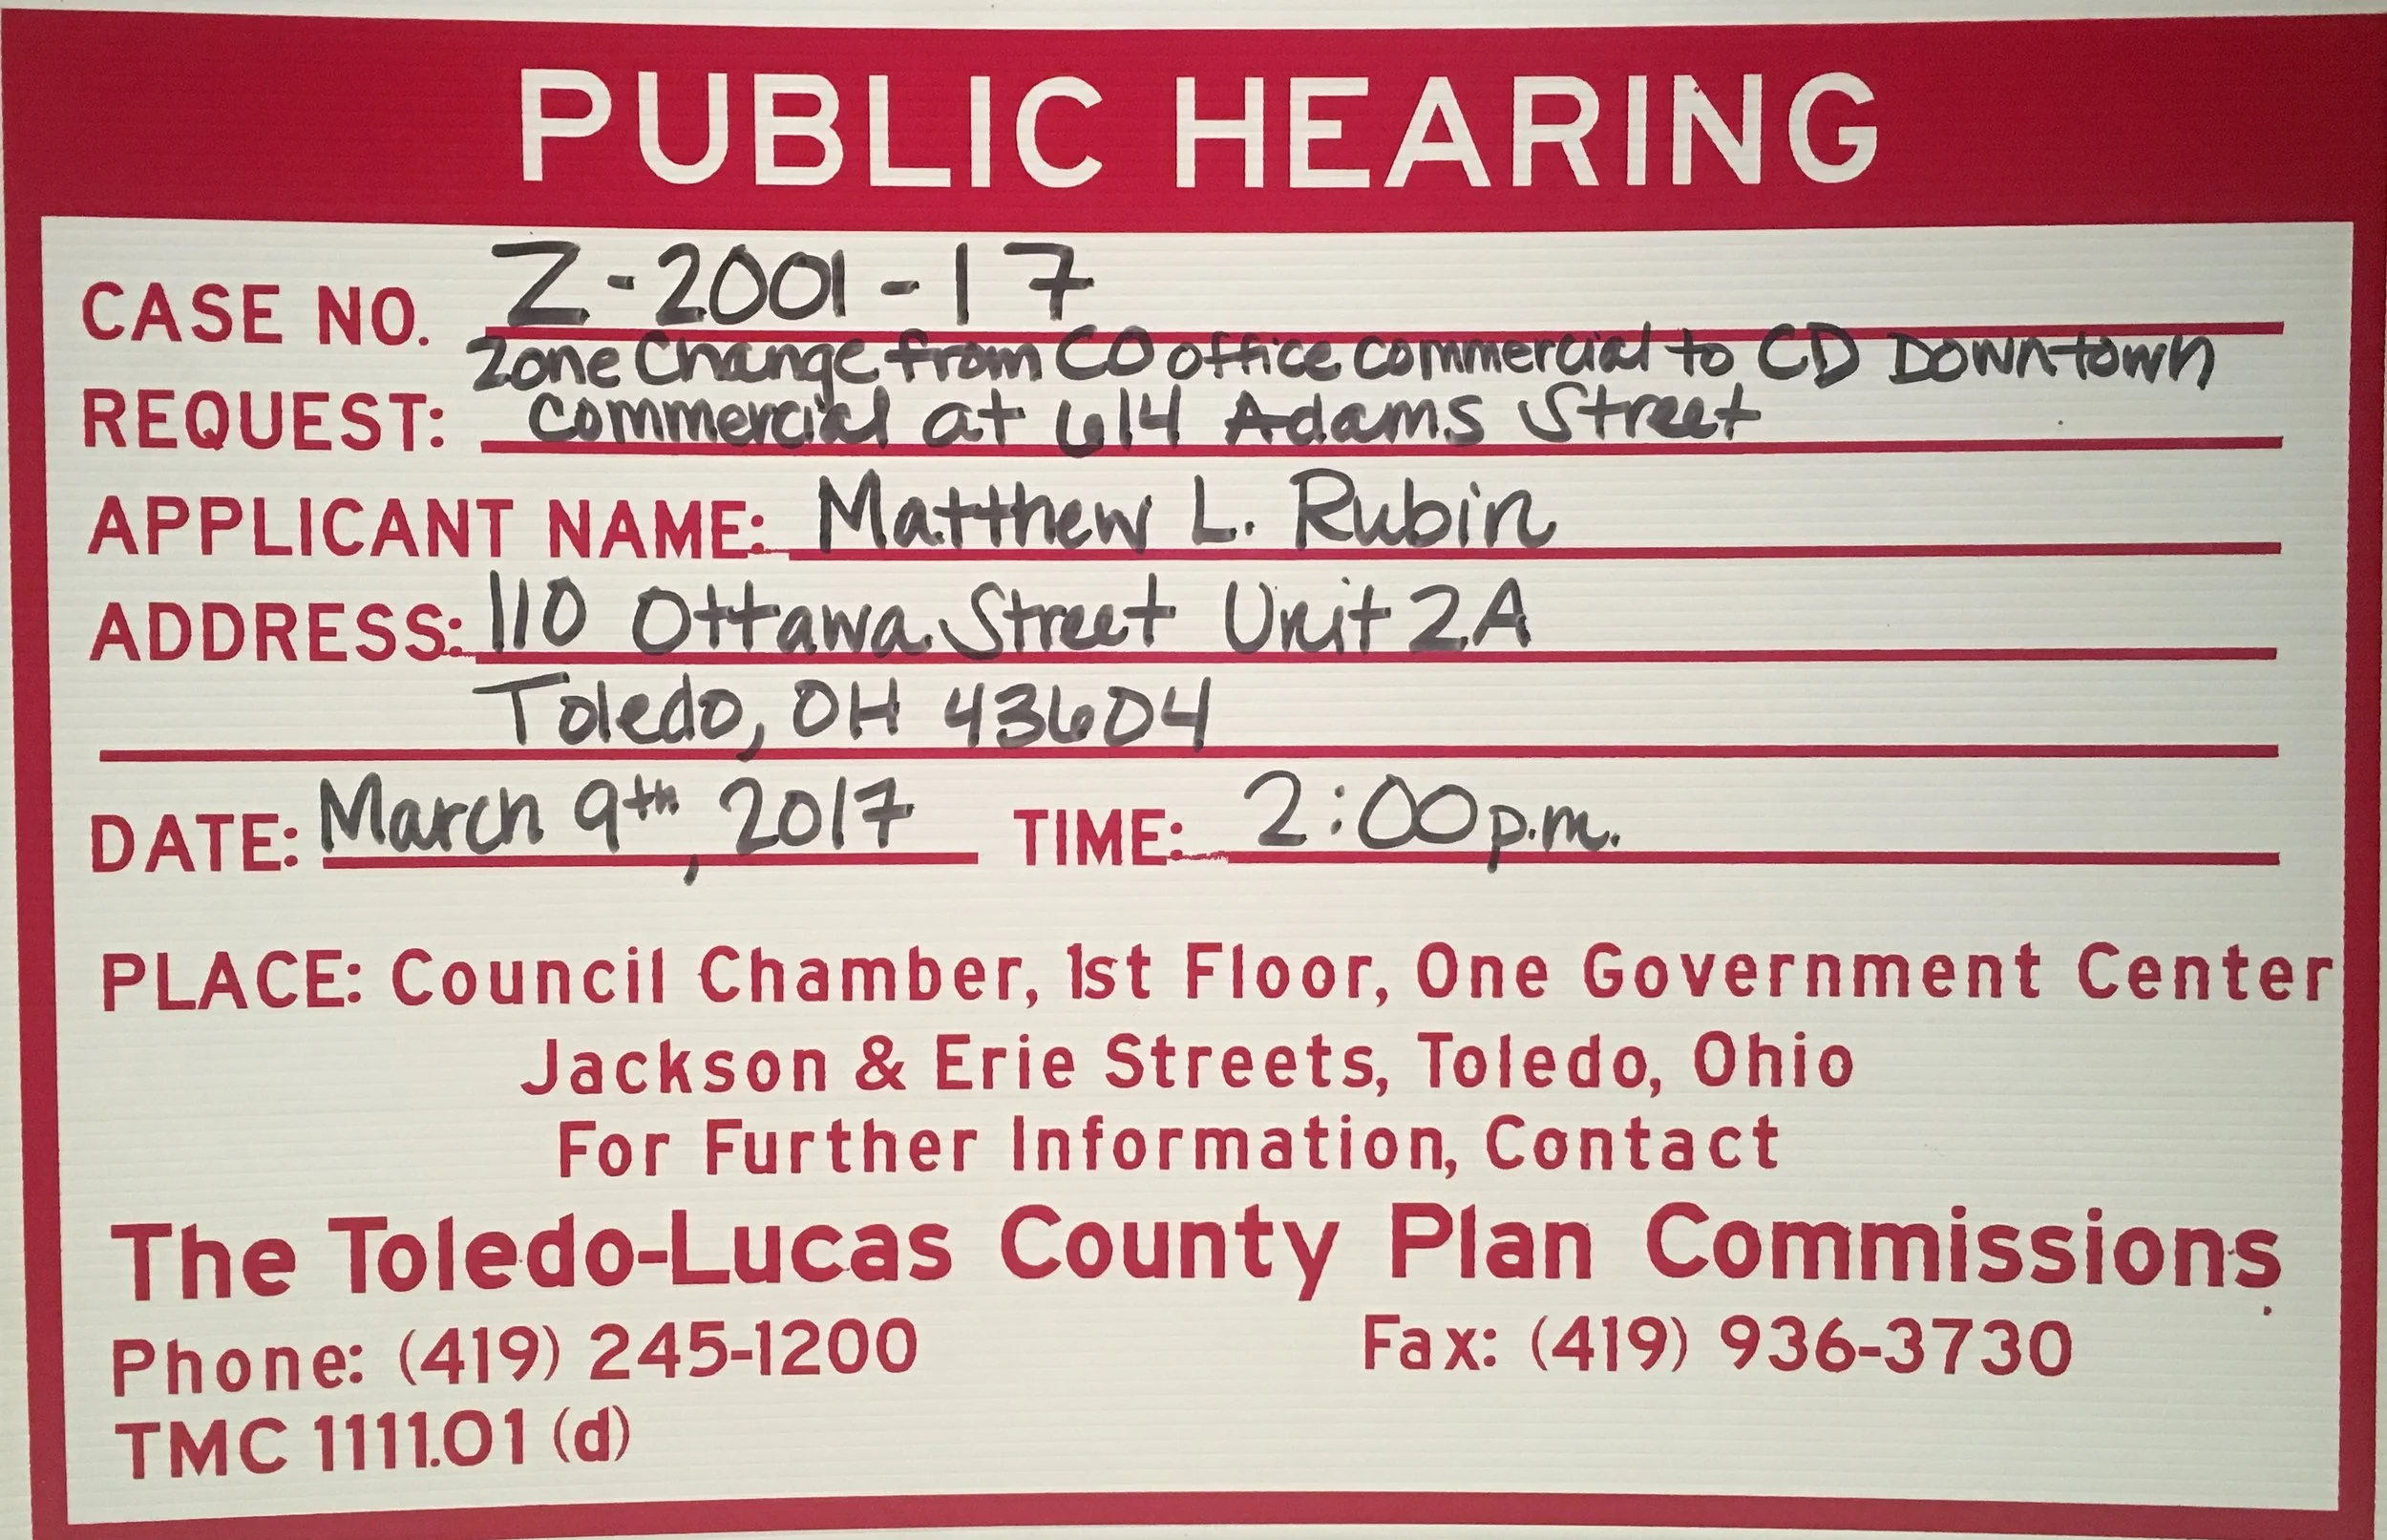 PUBLIC HEARING
CASE NO. Z-2001-17
Zone Change from CO office commercial to CD Downtown
REQUEST: commercial at 614 Adams Street
APPLICANT NAME: Matthew L. Rubin
ADDRESS: 110 Ottawa Street Unit 2A
Toledo, OH 43604
DATE: March 9th, 2017 TIME: 2:00 p.m.
PLACE: Council Chamber, 1st Floor, One Government Center
Jackson & Erie Streets, Toledo, Ohio
For Further Information, Contact
The Toledo-Lucas County Plan Commissions
Phone: (419) 245-1200 Fax: (419) 936-3730
TMC 1111.01 (d)